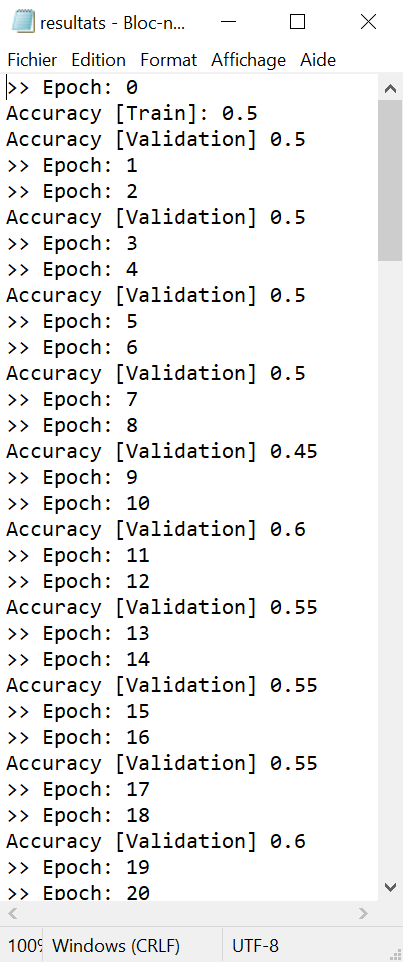 resultats - Bloc-n...
Fichier Edition Format Affichage Aide
>> Epoch: 0
Accuracy [Train]: 0.5
Accuracy [Validation] 0.5
>> Epoch: 1
>> Epoch: 2
Accuracy [Validation] 0.5
>> Epoch: 3
>> Epoch: 4
Accuracy [Validation] 0.5
>> Epoch: 5
>> Epoch: 6
Accuracy [Validation] 0.5
>> Epoch: 7
>> Epoch: 8
Accuracy [Validation] 0.45
>> Epoch: 9
>> Epoch: 10
Accuracy [Validation] 0.6
>> Epoch: 11
>> Epoch: 12
Accuracy [Validation] 0.55
>> Epoch: 13
>> Epoch: 14
Accuracy [Validation] 0.55
>> Epoch: 15
>> Epoch: 16
Accuracy [Validation] 0.55
>> Epoch: 17
>> Epoch: 18
Accuracy [Validation] 0.6
>> Epoch: 19
>> Epoch: 20
100% Windows (CRLF) UTF-8